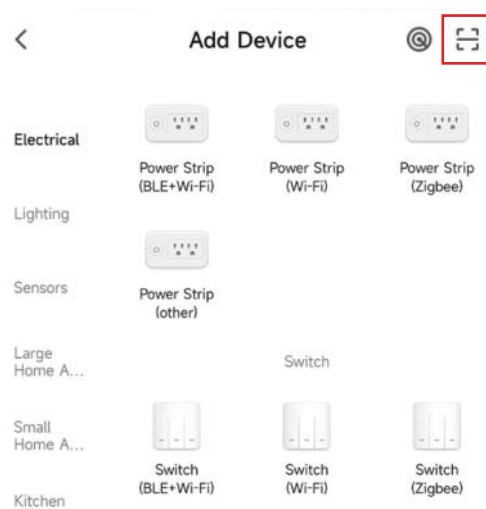 Add Device
Electrical
Power Strip
(BLE+Wi-Fi)
Power Strip
(Wi-Fi)
Power Strip
(Zigbee)
Lighting
Power Strip
(other)
Sensors
Large
Home A...
Switch
Small
Home A...
Switch
(BLE+Wi-Fi)
Switch
(Wi-Fi)
Switch
(Zigbee)
Kitchen